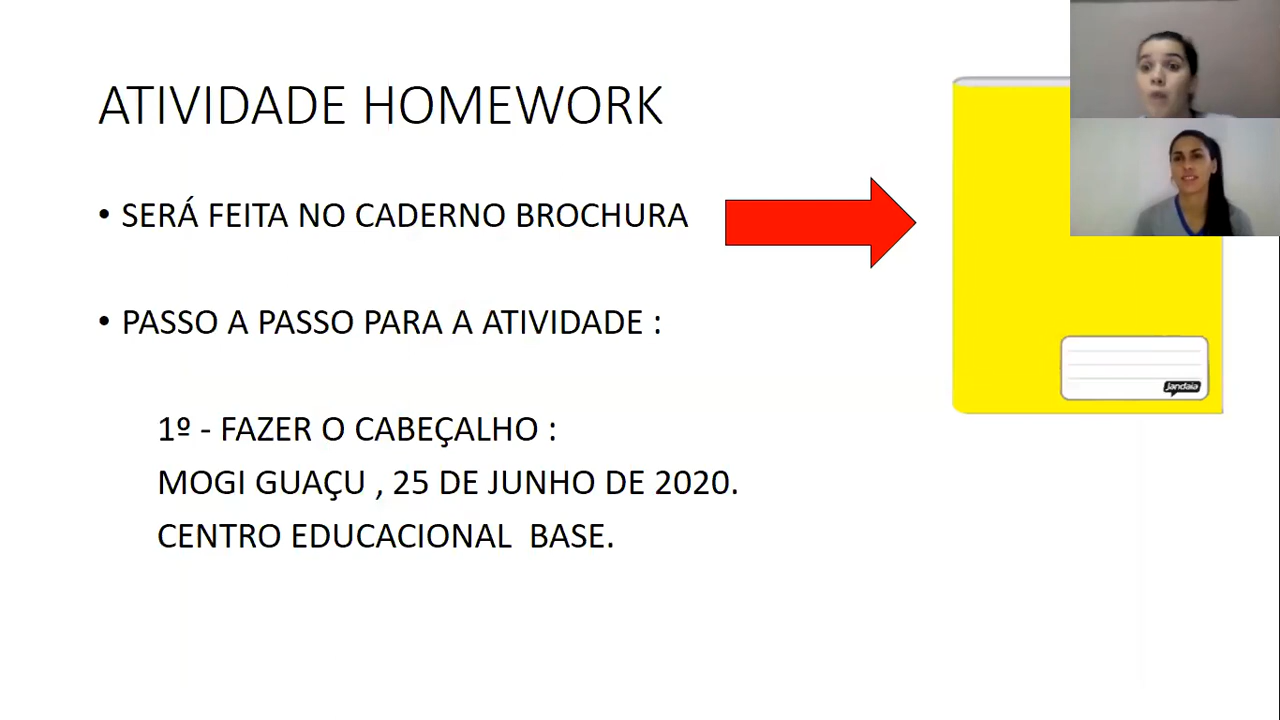 ATIVIDADE HOMEWORK
• SERÁ FEITA NO CADERNO BROCHURA
• PASSO A PASSO PARA A ATIVIDADE :
1º - FAZER O CABEÇALHO :
MOGI GUAÇU , 25 DE JUNHO DE 2020.
CENTRO EDUCACIONAL  BASE.
Jandaia